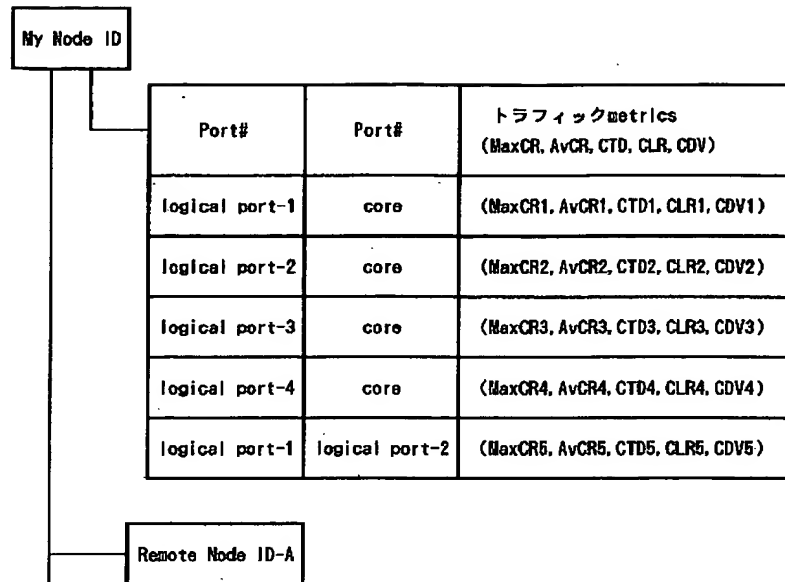 My Node ID
Port# Port# トラフィックmetrics
(MaxCR, AvCR, CTD, CLR, CDV)
logical port-1 core (MaxCR1, AvCR1, CTD1, CLR1, CDV1)
logical port-2 core (MaxCR2, AvCR2, CTD2, CLR2, CDV2)
logical port-3 core (MaxCR3, AvCR3, CTD3, CLR3, CDV3)
logical port-4 core (MaxCR4, AvCR4, CTD4, CLR4, CDV4)
logical port-1 logical port-2 (MaxCR5, AvCR5, CTD5, CLR5, CDV5)
Remote Node ID-A